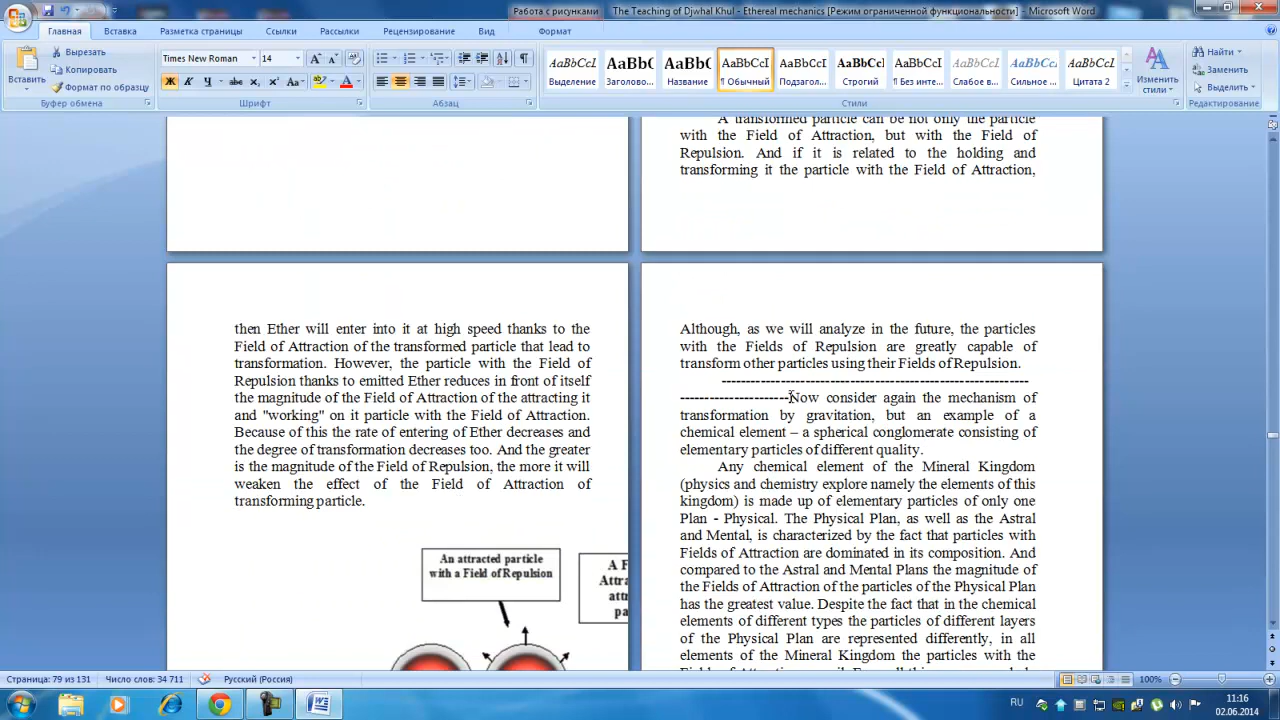 Работа с рисунками
The Teaching of Djwhal Khul - Ethereal mechanics [Режим ограниченной функциональности] - Microsoft Word
Главная
Вставка
Разметка страницы
Ссылки
Рассылки
Рецензирование
Вид
Формат
Вставить
Вырезать
Копировать
Формат по образцу
Буфер обмена
Times New Roman
14
Шрифт
Абзац
AaBbCcI
Выделение
AaBbC
Заголово...
AaBbC
Название
AaBbCcI
¶ Обычный
AaBbCcI
Подзагол...
AaBbCcI
Строгий
AaBbCcI
¶ Без инте...
AaBbCcI
Слабое в...
AaBbCcI
Сильное ...
AaBbCcI
Цитата 2
Изменить стили
Стили
Найти
Заменить
Выделить
Редактирование
A transformed particle can be not only the particle
with the Field of Attraction, but with the Field of
Repulsion. And if it is related to the holding and
transforming it the particle with the Field of Attraction,
then Ether will enter into it at high speed thanks to the
Field of Attraction of the transformed particle that lead to
transformation. However, the particle with the Field of
Repulsion thanks to emitted Ether reduces in front of itself
the magnitude of the Field of Attraction of the attracting it
and "working" on it particle with the Field of Attraction.
Because of this the rate of entering of Ether decreases and
the degree of transformation decreases too. And the greater
is the magnitude of the Field of Repulsion, the more it will
weaken the effect of the Field of Attraction of
transforming particle.
An attracted particle
with a Field of Repulsion
A F
Attra
attr
pa
Although, as we will analyze in the future, the particles
with the Fields of Repulsion are greatly capable of
transform other particles using their Fields of Repulsion.
----------------------------------------------------------------
-----------------------Now consider again the mechanism of
transformation by gravitation, but an example of a
chemical element – a spherical conglomerate consisting of
elementary particles of different quality.
Any chemical element of the Mineral Kingdom
(physics and chemistry explore namely the elements of this
kingdom) is made up of elementary particles of only one
Plan - Physical. The Physical Plan, as well as the Astral
and Mental, is characterized by the fact that particles with
Fields of Attraction are dominated in its composition. And
compared to the Astral and Mental Plans the magnitude of
the Fields of Attraction of the particles of the Physical Plan
has the greatest value. Despite the fact that in the chemical
elements of different types the particles of different layers
of the Physical Plan are represented differently, in all
elements of the Mineral Kingdom the particles with the
Страница: 79 из 131
Число слов: 34 711
Русский (Россия)
100%
RU
11:16
02.06.2014